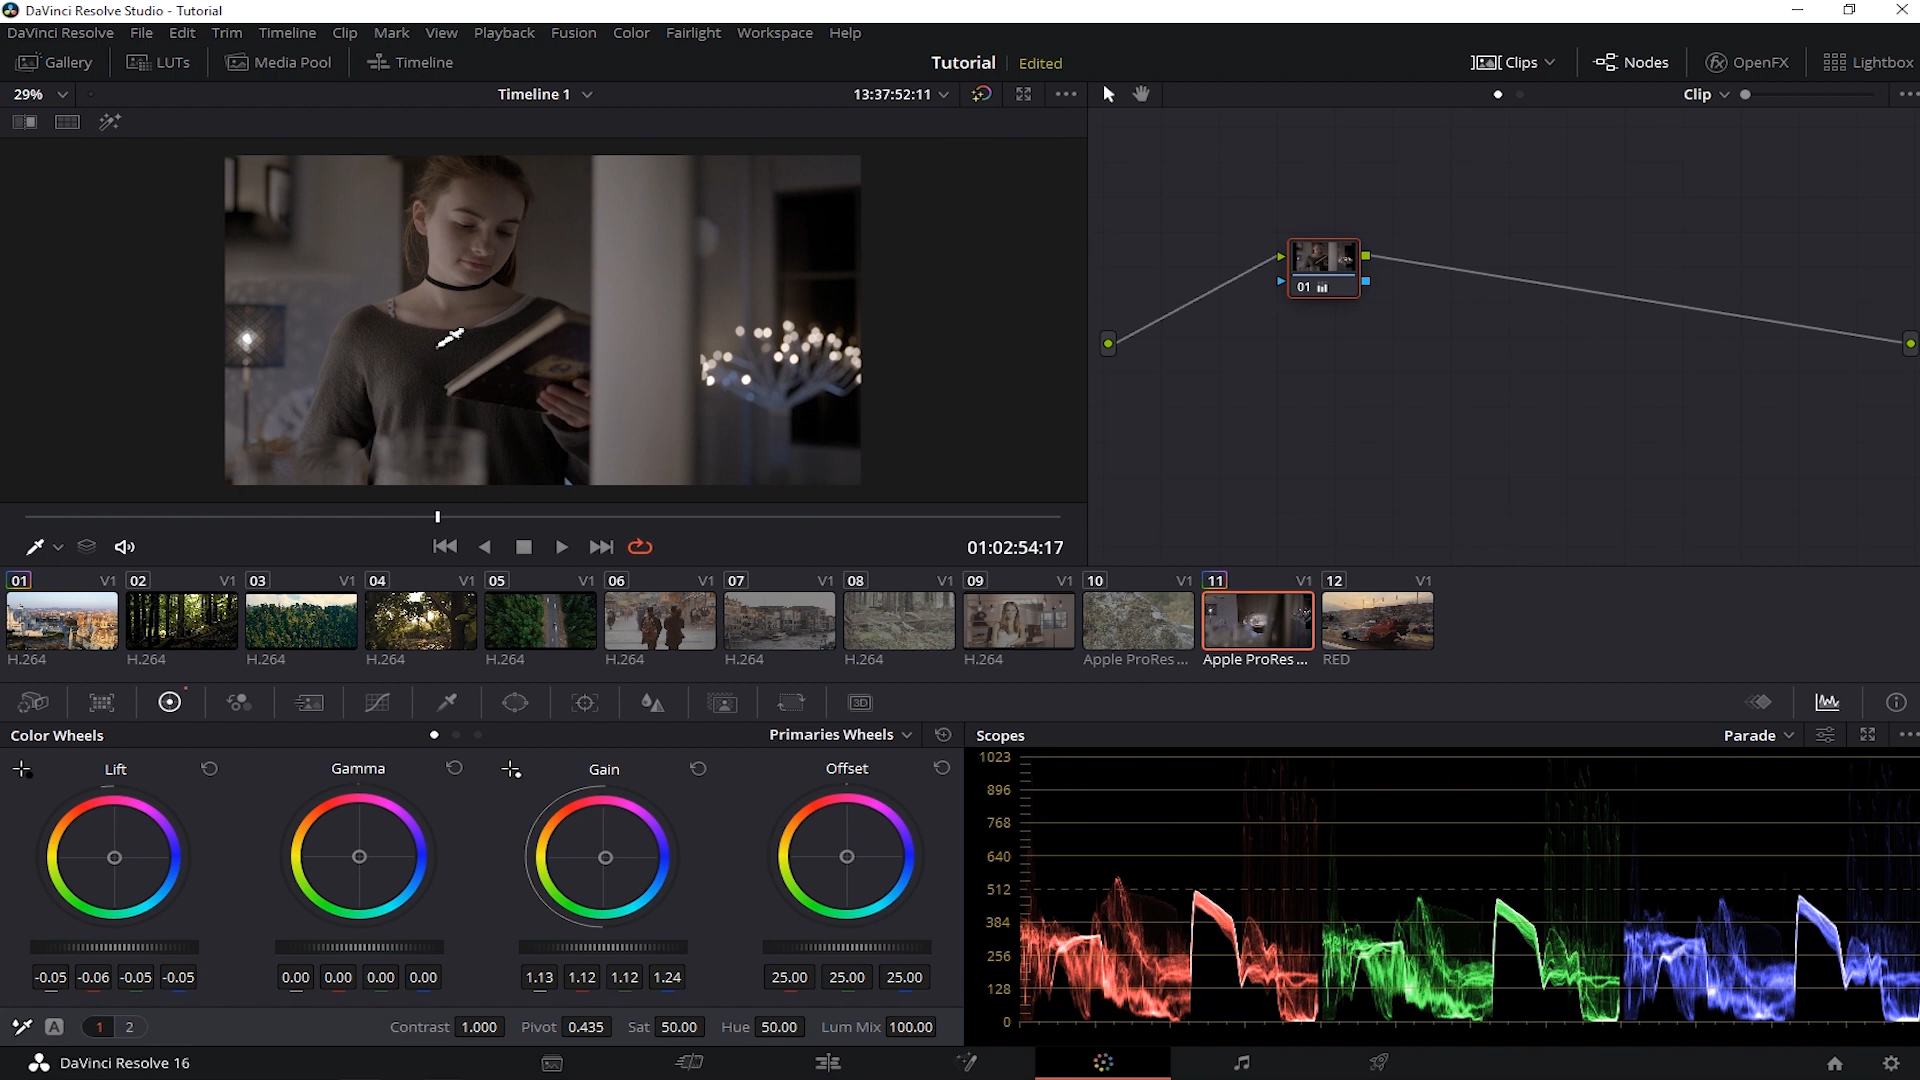 DaVinci Resolve Studio - Tutorial
DaVinci Resolve File Edit Trim Timeline Clip Mark View Playback Fusion Color Fairlight Workspace Help
Gallery LUTs Media Pool Timeline Tutorial Edited Clips Nodes OpenFX Lightbox
29% Timeline 1 13:37:52:11 Clip
01
01:02:54:17
01 V1 02 V1 03 V1 04 V1 05 V1 06 V1 07 V1 08 V1 09 V1 10 V1 11 V1 12 V1
H.264 H.264 H.264 H.264 H.264 H.264 H.264 H.264 H.264 Apple ProRes ... Apple ProRes ... RED
3D
Color Wheels Primaries Wheels Scopes Parade
Lift Gamma Gain Offset
1023
896
768
640
512
384
256
128
0
-0.05 -0.06 -0.05 -0.05 0.00 0.00 0.00 0.00 1.13 1.12 1.12 1.24 25.00 25.00 25.00
A 1 2 Contrast 1.000 Pivot 0.435 Sat 50.00 Hue 50.00 Lum Mix 100.00
DaVinci Resolve 16